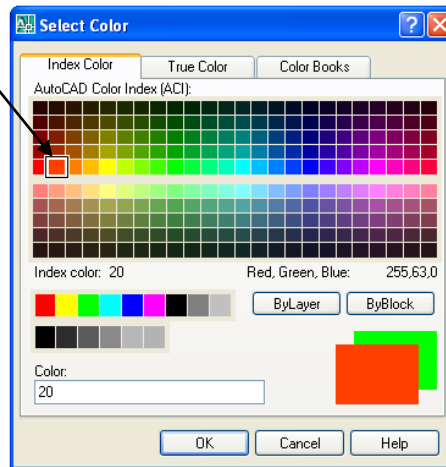 Select Color
Index Color True Color Color Books
AutoCAD Color Index (ACI):
Index color: 20 Red, Green, Blue: 255,63,0
ByLayer ByBlock
Color:
20
OK Cancel Help